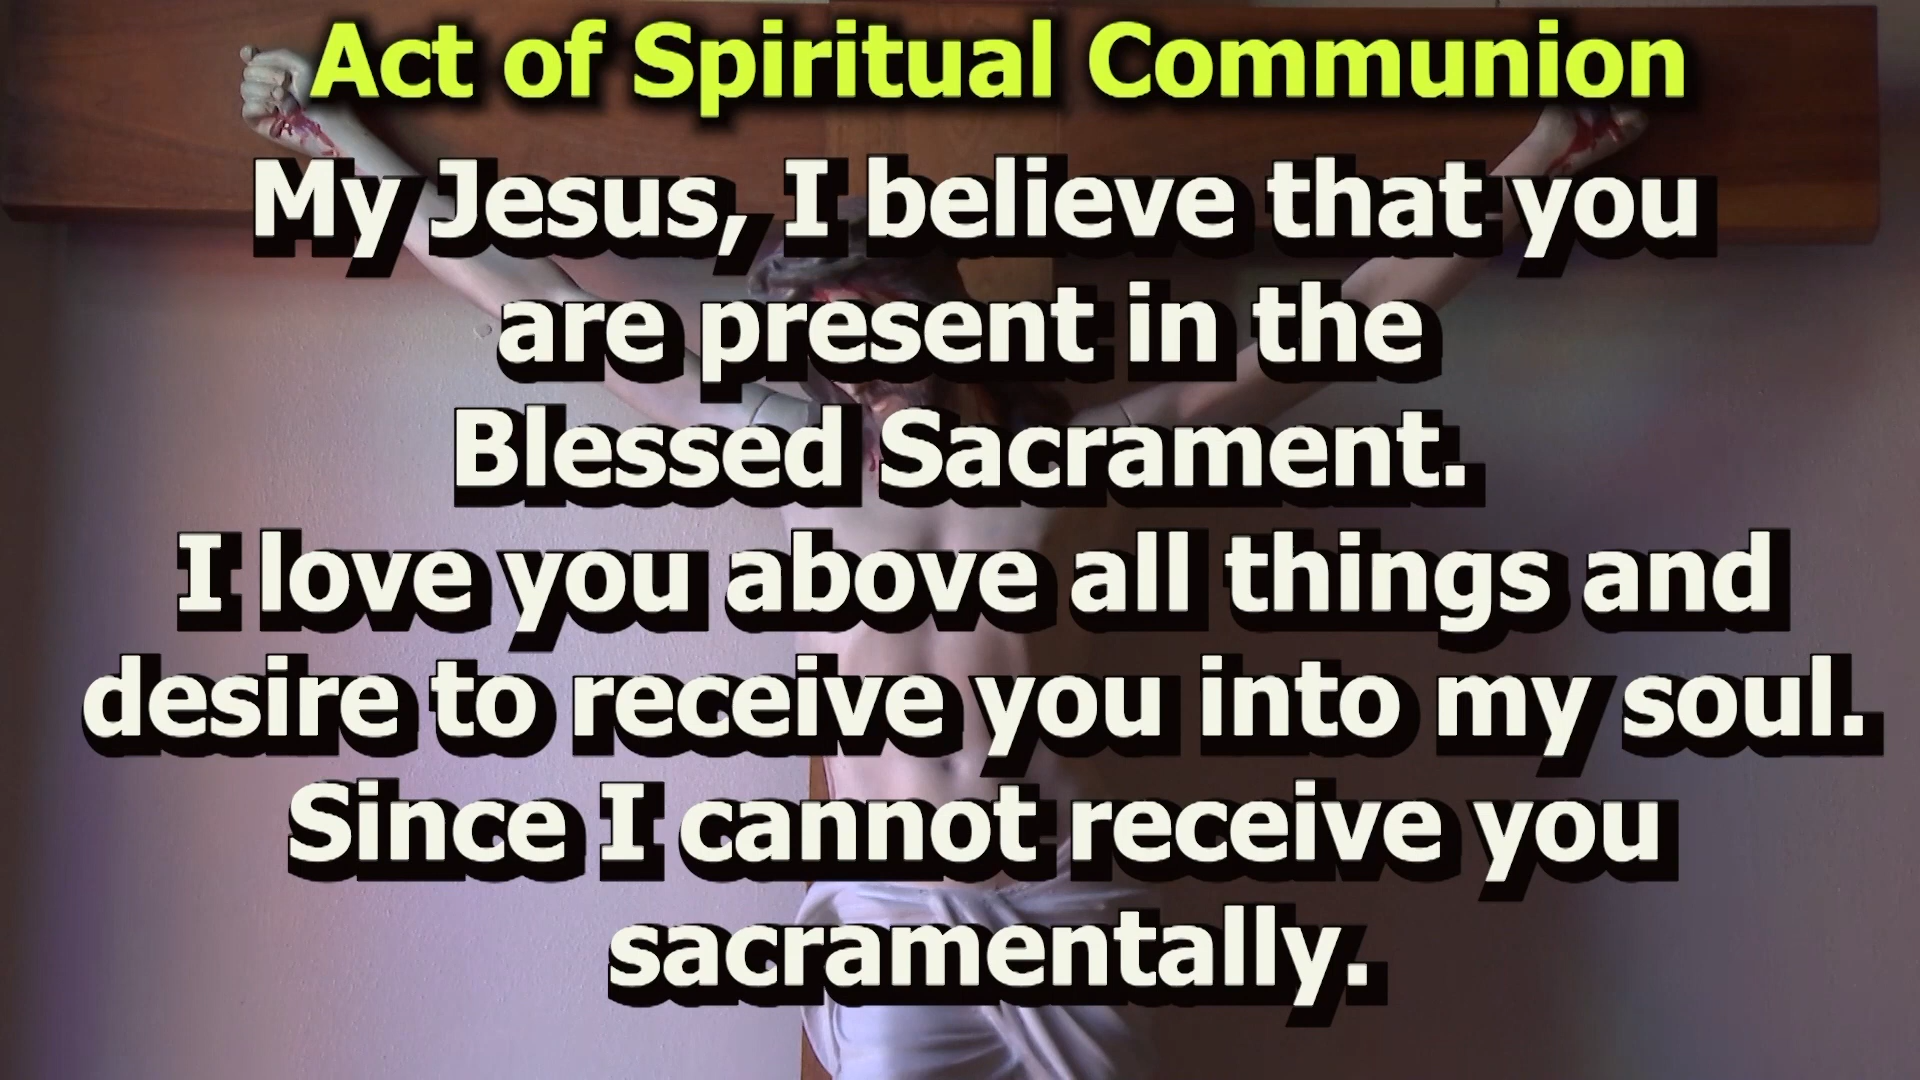 Act of Spiritual Communion
My Jesus, I believe that you
are present in the
Blessed Sacrament.
I love you above all things and
desire to receive you into my soul.
Since I cannot receive you
sacramentally.